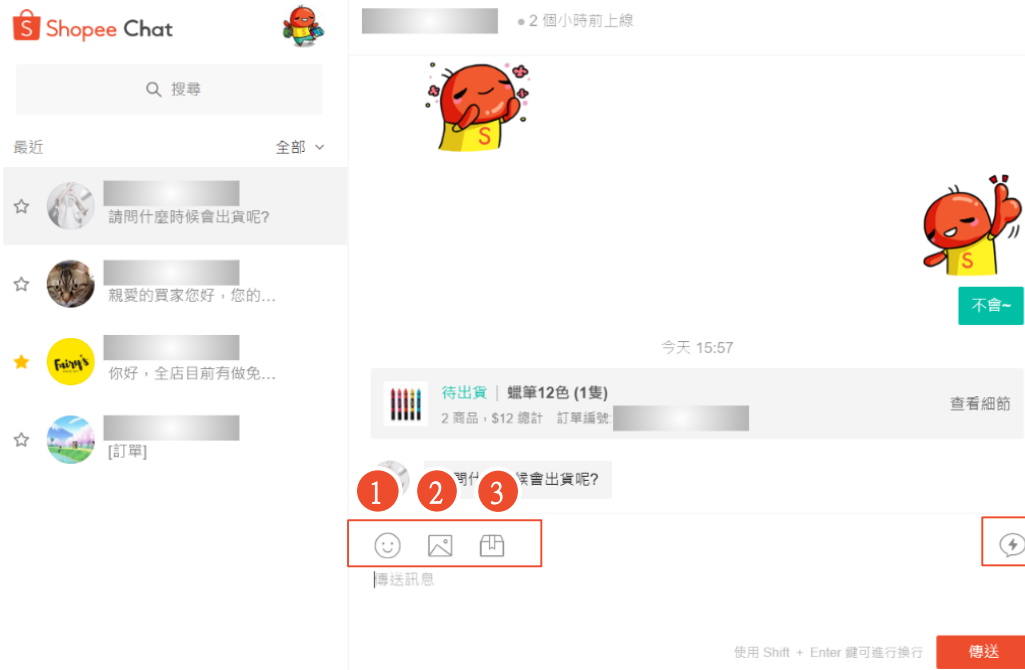 Shopee Chat
搜尋
最近
全部
請問什麼時候會出貨呢?
親愛的買家您好，您的…
Fairy's
你好，全店目前有做免…
[訂單]
2 個小時前上線
S
S
不會~
今天 15:57
待出貨 | 蠟筆12色 (1隻)
2 商品，$12 總計 訂單編號:
查看細節
候會出貨呢?
1 2 3
傳送訊息
使用 Shift + Enter 鍵可進行換行
傳送